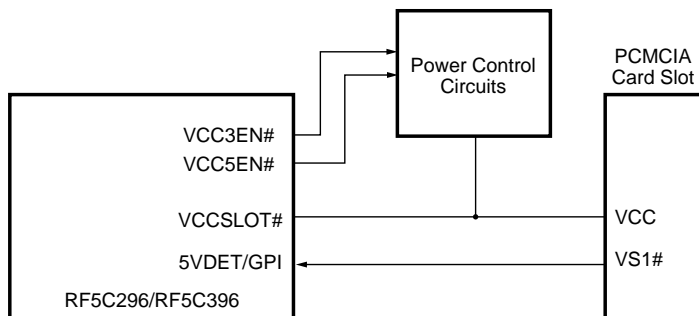 Power Control
Circuits
PCMCIA
Card Slot
VCC3EN#
VCC5EN#
VCCSLOT#
VCC
5VDET/GPI
VS1#
RF5C296/RF5C396